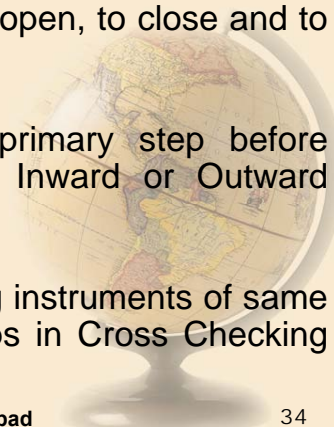 open, to close and to
primary step before
Inward or Outward
instruments of same
in Cross Checking
34